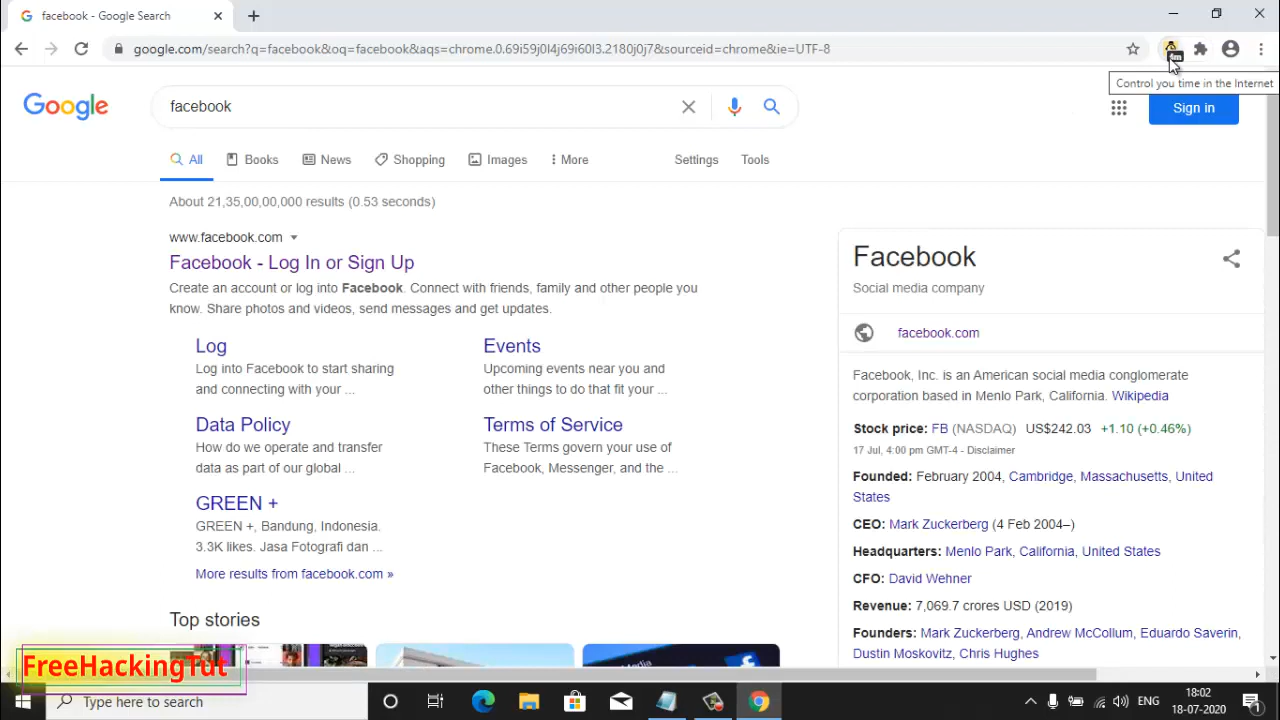 facebook - Google Search
google.com/search?q=facebook&oq=facebook&aqs=chrome.0.69i59j0l4j69i60l3.2180j0j7&sourceid=chrome&ie=UTF-8
Control you time in the Internet
Google
facebook
Sign in
All
Books
News
Shopping
Images
More
Settings
Tools
About 21,35,00,00,000 results (0.53 seconds)
www.facebook.com
Facebook - Log In or Sign Up
Create an account or log into Facebook. Connect with friends, family and other people you
know. Share photos and videos, send messages and get updates.
Log
Log into Facebook to start sharing
and connecting with your ...
Events
Upcoming events near you and
other things to do that fit your ...
Data Policy
How do we operate and transfer
data as part of our global ...
Terms of Service
These Terms govern your use of
Facebook, Messenger, and the ...
GREEN +
GREEN +, Bandung, Indonesia.
3.3K likes. Jasa Fotografi dan ...
More results from facebook.com »
Top stories
Facebook
Social media company
facebook.com
Facebook, Inc. is an American social media conglomerate
corporation based in Menlo Park, California. Wikipedia
Stock price: FB (NASDAQ) US$242.03 +1.10 (+0.46%)
17 Jul, 4:00 pm GMT-4 - Disclaimer
Founded: February 2004, Cambridge, Massachusetts, United
States
CEO: Mark Zuckerberg (4 Feb 2004–)
Headquarters: Menlo Park, California, United States
CFO: David Wehner
Revenue: 7,069.7 crores USD (2019)
Founders: Mark Zuckerberg, Andrew McCollum, Eduardo Saverin,
Dustin Moskovitz, Chris Hughes
FreeHackingTut
Type here to search
ENG
18:02
18-07-2020
1